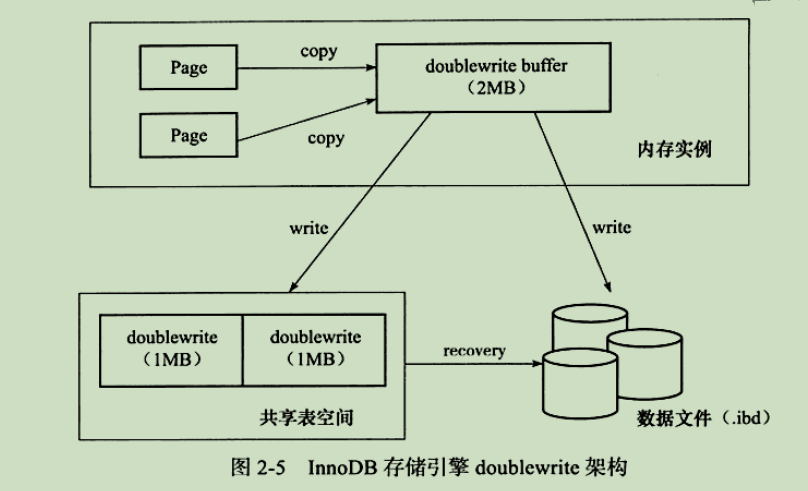 copy
Page
doublewrite buffer
（2MB）
Page
copy
内存实例
write
write
doublewrite
（1MB）
doublewrite
（1MB）
recovery
共享表空间
数据文件（.ibd）
图 2-5 InnoDB 存储引擎 doublewrite 架构